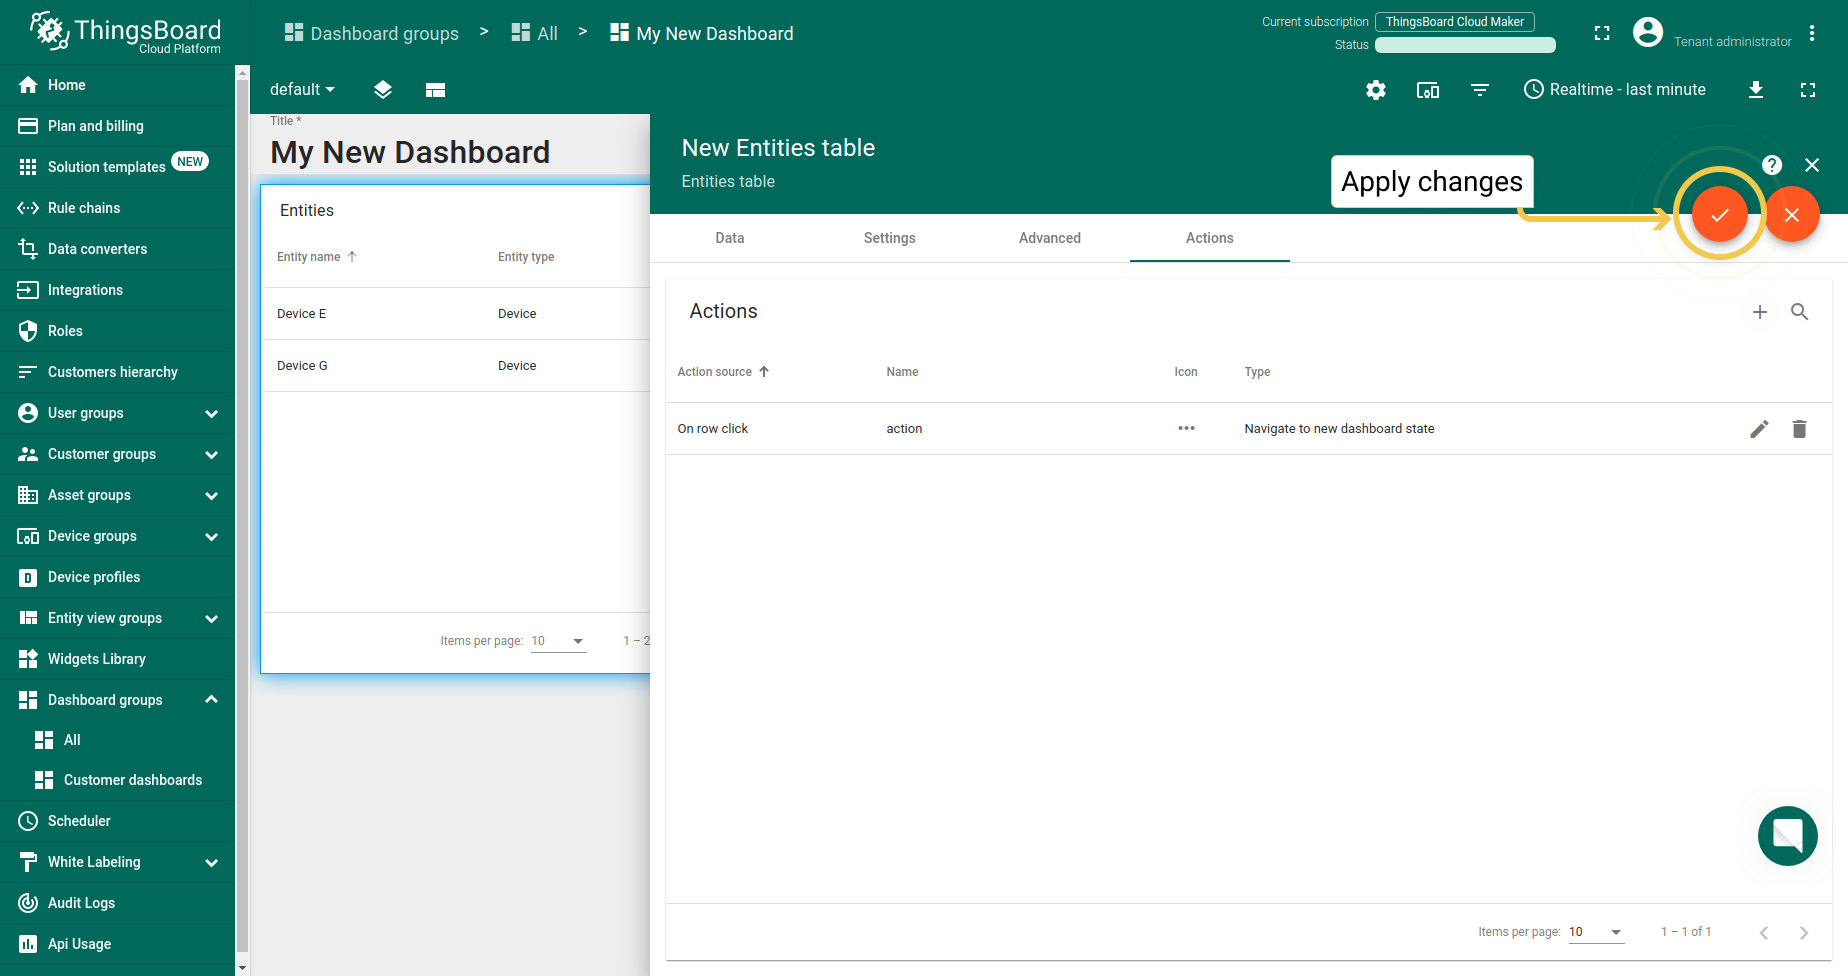 ThingsBoard
Cloud Platform
Dashboard groups > All > My New Dashboard
Current subscription ThingsBoard Cloud Maker
Status
Tenant administrator
Home
Plan and billing
Solution templates NEW
Rule chains
Data converters
Integrations
Roles
Customers hierarchy
User groups
Customer groups
Asset groups
Device groups
Device profiles
Entity view groups
Widgets Library
Dashboard groups
All
Customer dashboards
Scheduler
White Labeling
Audit Logs
Api Usage
default
Realtime - last minute
Title *
My New Dashboard
Entities
Entity name Entity type
Device E Device
Device G Device
Items per page: 10 1 – 2
New Entities table
Entities table
Apply changes
Data Settings Advanced Actions
Actions
Action source Name Icon Type
On row click action Navigate to new dashboard state
Items per page: 10 1 – 1 of 1